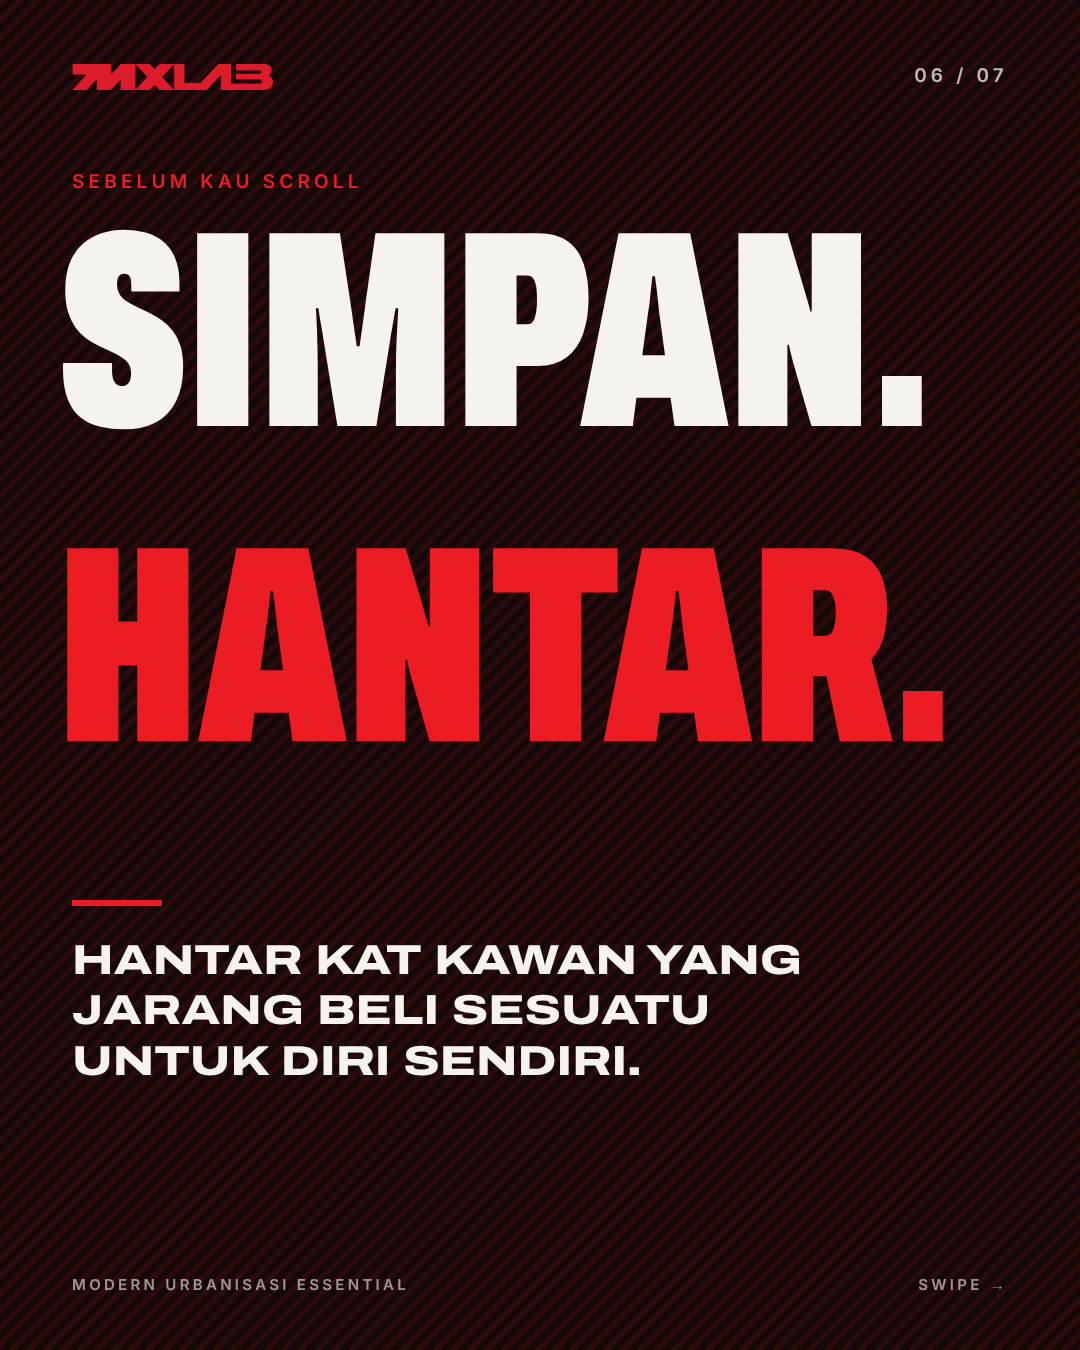 7MXLAB
06 / 07
SEBELUM KAU SCROLL
SIMPAN.
HANTAR.
HANTAR KAT KAWAN YANG
JARANG BELI SESUATU
UNTUK DIRI SENDIRI.
MODERN URBANISASI ESSENTIAL
SWIPE →